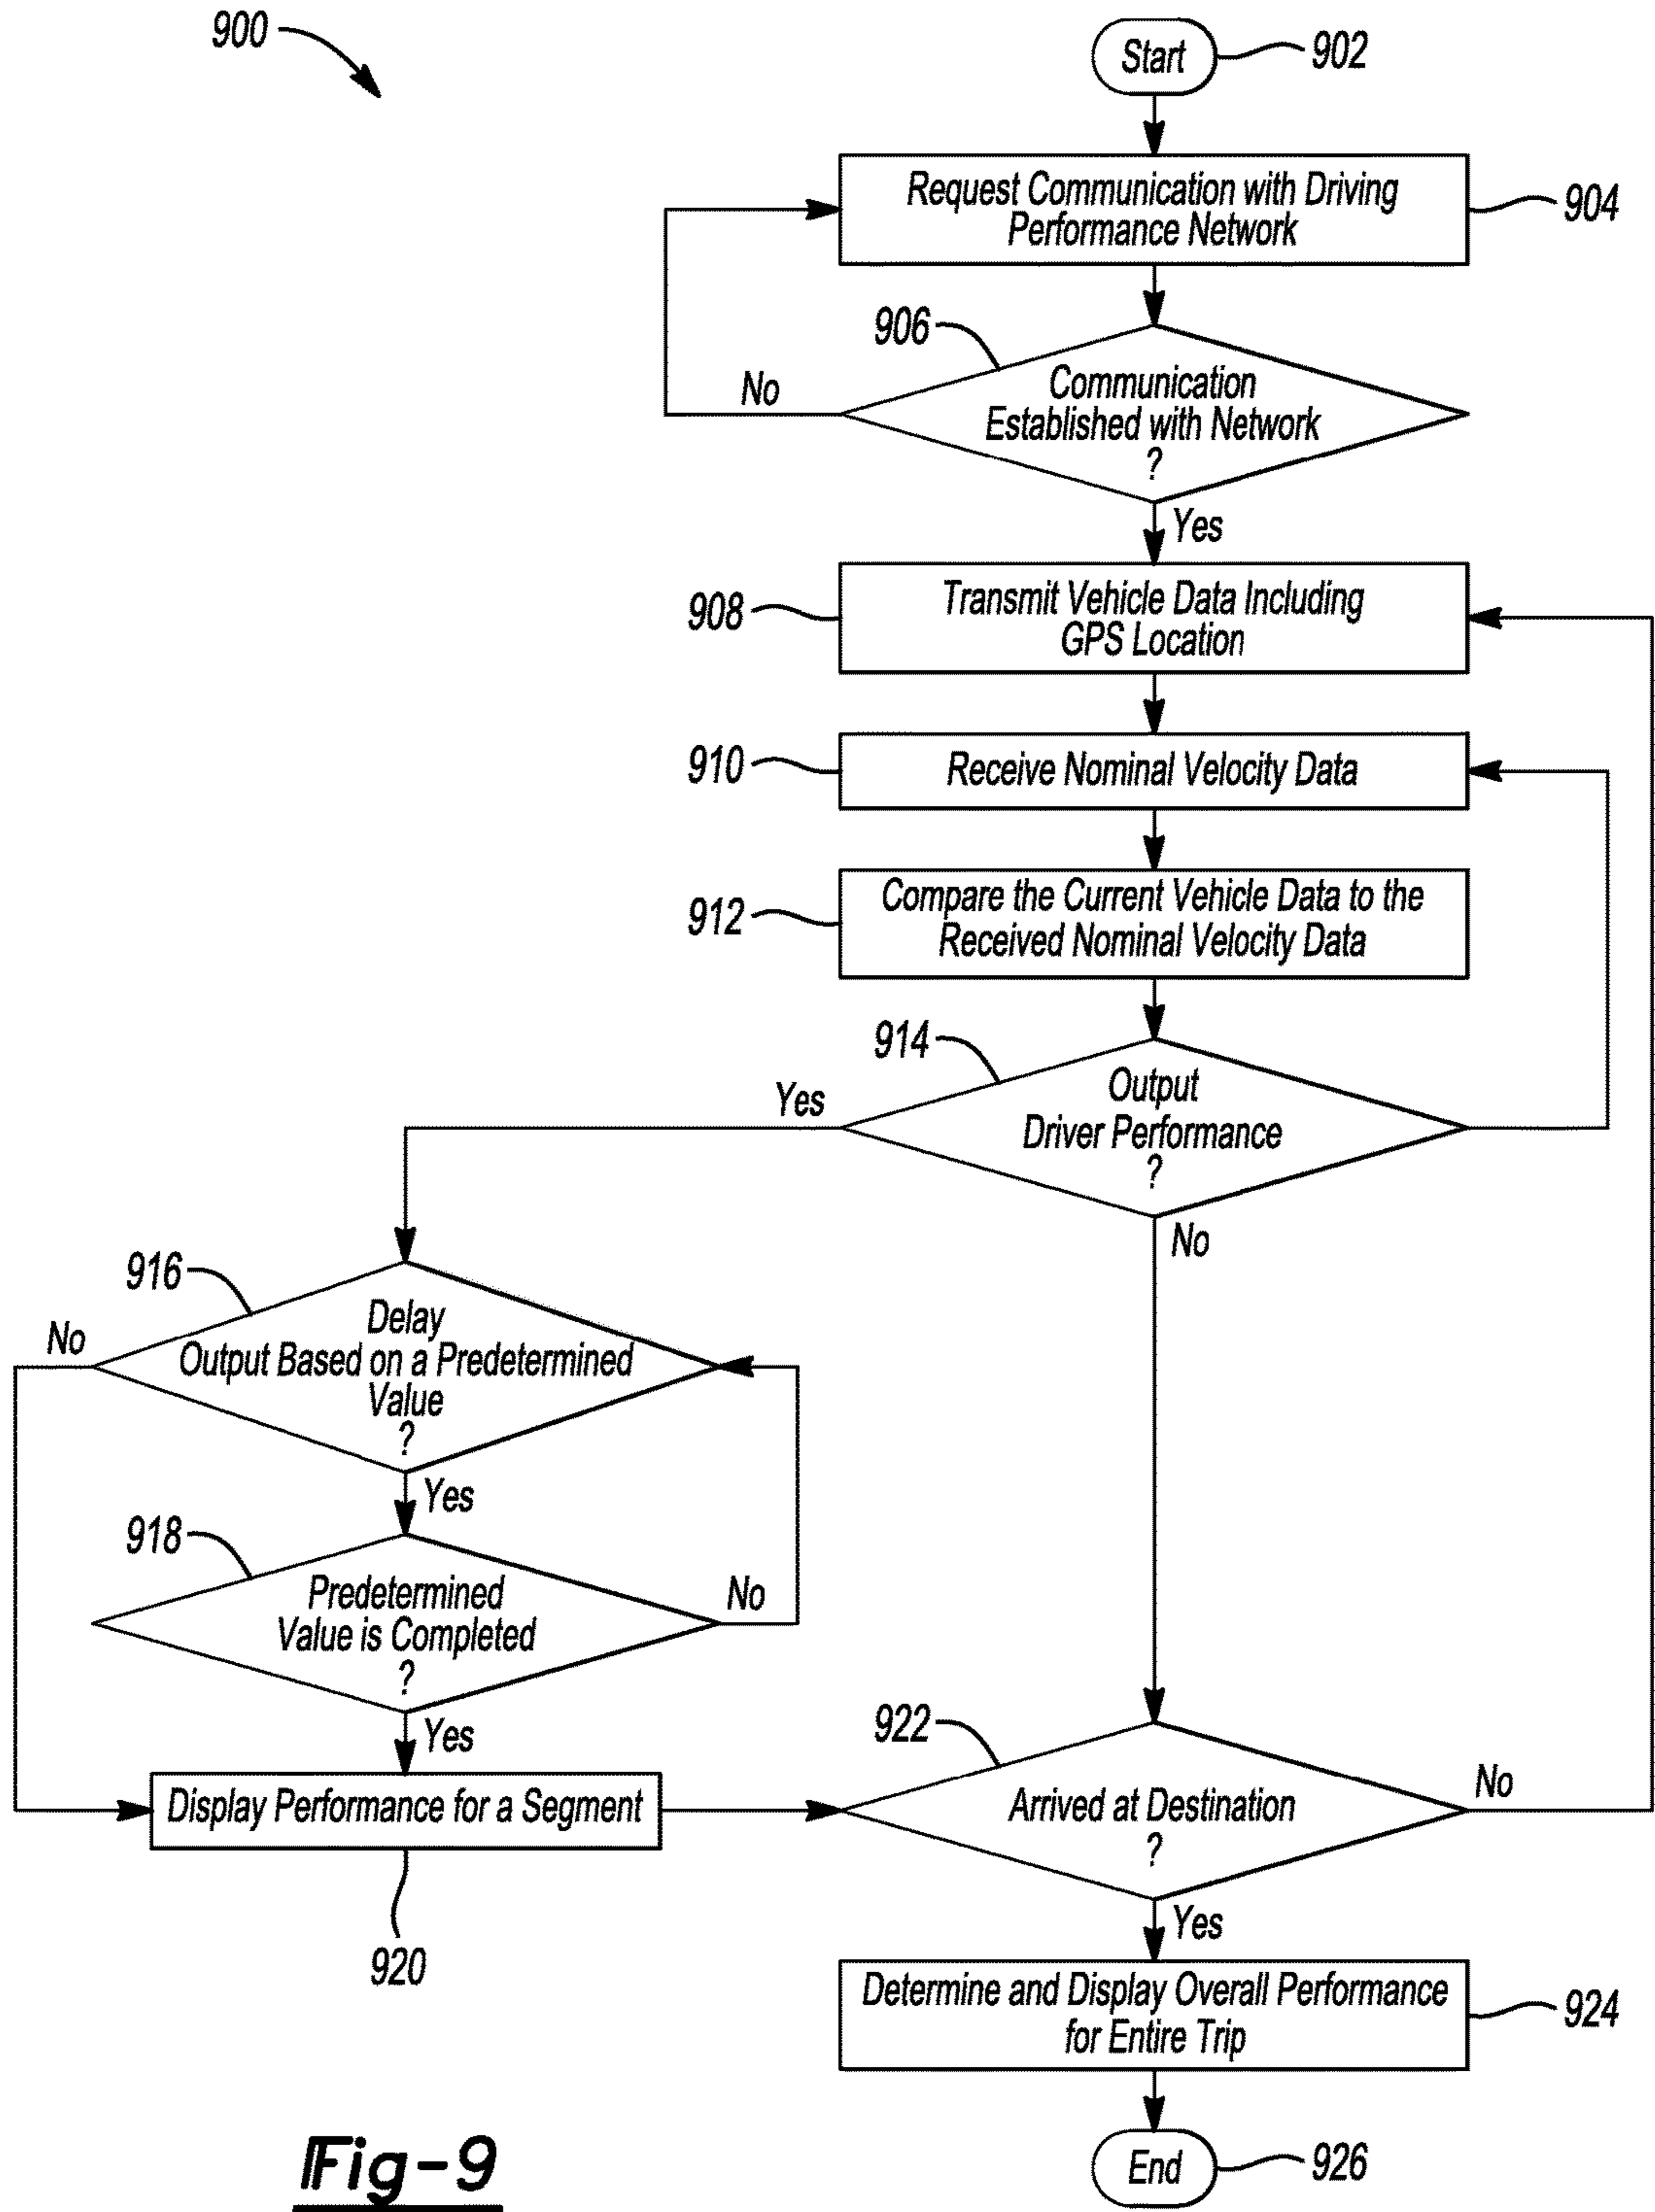 900
Start
902
Request Communication with Driving
Performance Network
904
906
Communication
Established with Network
?
No
Yes
908
Transmit Vehicle Data Including
GPS Location
910
Receive Nominal Velocity Data
912
Compare the Current Vehicle Data to the
Received Nominal Velocity Data
914
Output
Driver Performance
?
Yes
No
916
Delay
Output Based on a Predetermined
Value
?
No
Yes
918
Predetermined
Value is Completed
?
No
Yes
Display Performance for a Segment
920
922
Arrived at Destination
?
No
Yes
Determine and Display Overall Performance
for Entire Trip
924
End
926
Fig-9